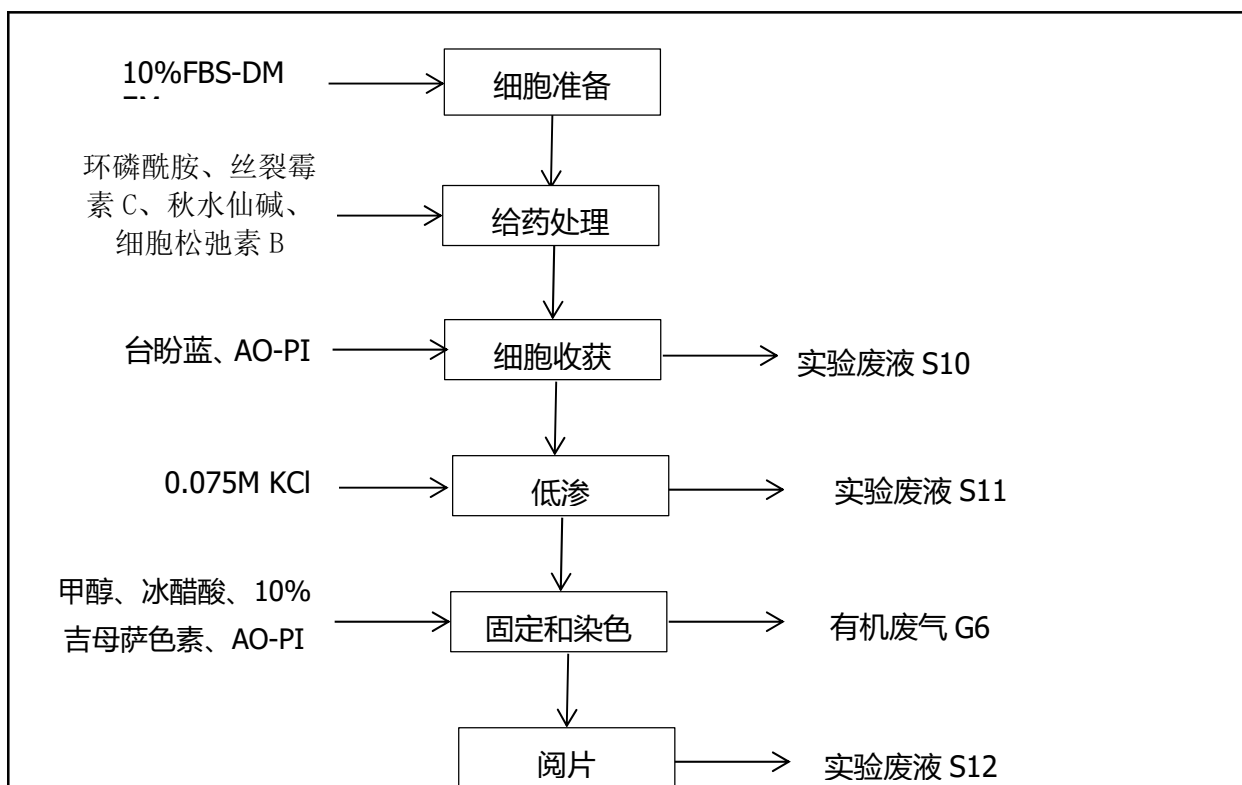 10%FBS-DM
细胞准备
环磷酰胺、丝裂霉
素 C、秋水仙碱、
细胞松弛素 B
给药处理
台盼蓝、AO-PI
细胞收获
实验废液 S10
0.075M KCl
低渗
实验废液 S11
甲醇、冰醋酸、10%
吉母萨色素、AO-PI
固定和染色
有机废气 G6
阅片
实验废液 S12